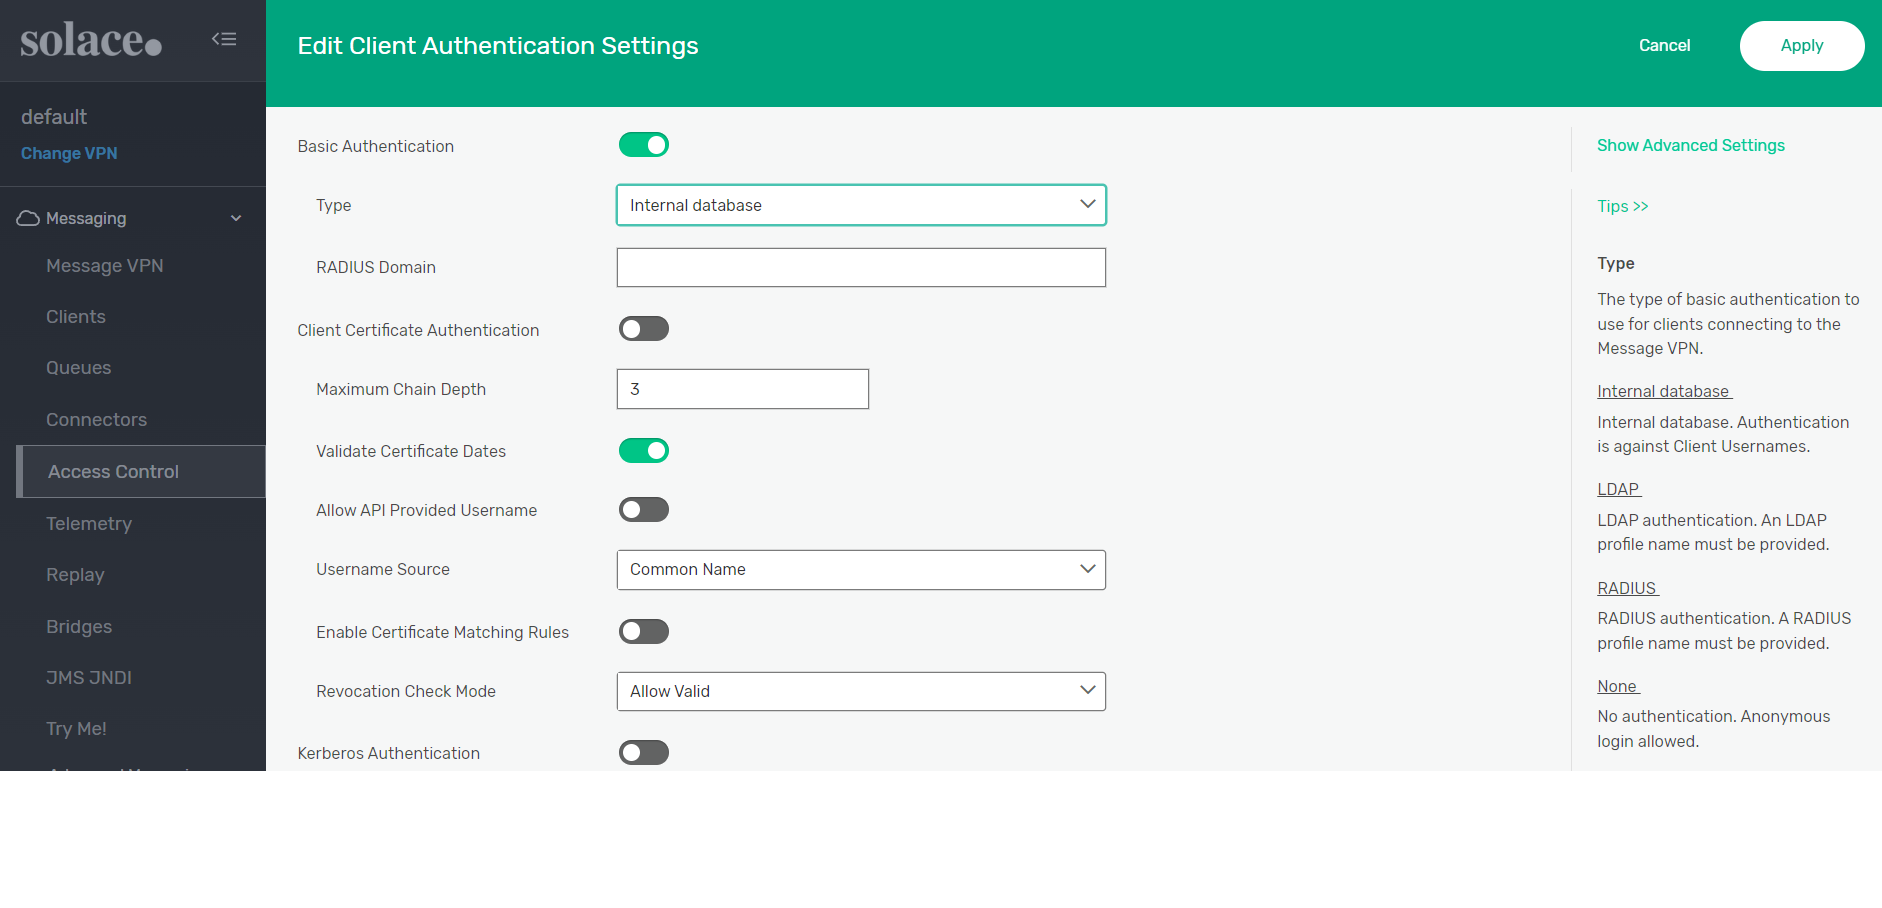 solace.
default
Change VPN
Messaging
Message VPN
Clients
Queues
Connectors
Access Control
Telemetry
Replay
Bridges
JMS JNDI
Try Me!
Edit Client Authentication Settings
Cancel
Apply
Basic Authentication
Type
Internal database
RADIUS Domain
Client Certificate Authentication
Maximum Chain Depth
3
Validate Certificate Dates
Allow API Provided Username
Username Source
Common Name
Enable Certificate Matching Rules
Revocation Check Mode
Allow Valid
Kerberos Authentication
Show Advanced Settings
Tips >>
Type
The type of basic authentication to
use for clients connecting to the
Message VPN.
Internal database
Internal database. Authentication
is against Client Usernames.
LDAP
LDAP authentication. An LDAP
profile name must be provided.
RADIUS
RADIUS authentication. A RADIUS
profile name must be provided.
None
No authentication. Anonymous
login allowed.